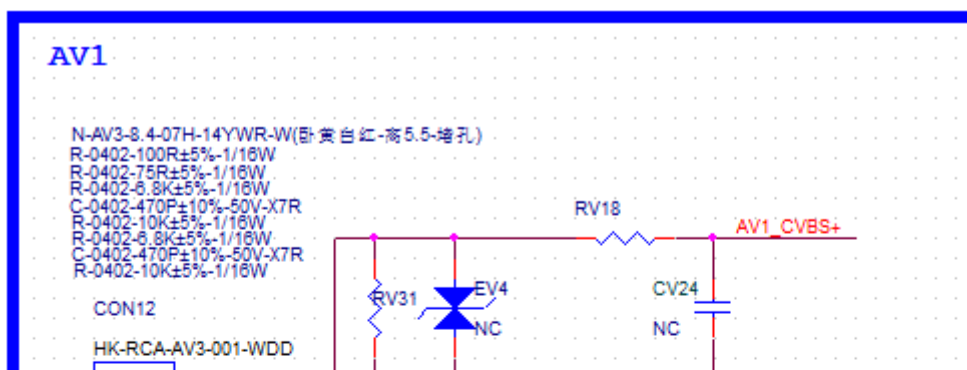 AV1
N-AV3-8.4-07H-14YWR-W(卧黄白红-高5.5-堵孔)
R-0402-100R±5%-1/16W
R-0402-75R±5%-1/16W
R-0402-6.8K±5%-1/16W
C-0402-470P±10%-50V-X7R
R-0402-10K±5%-1/16W
R-0402-6.8K±5%-1/16W
C-0402-470P±10%-50V-X7R
R-0402-10K±5%-1/16W
RV18
AV1_CVBS+
RV31
EV4
NC
CV24
NC
CON12
HK-RCA-AV3-001-WDD